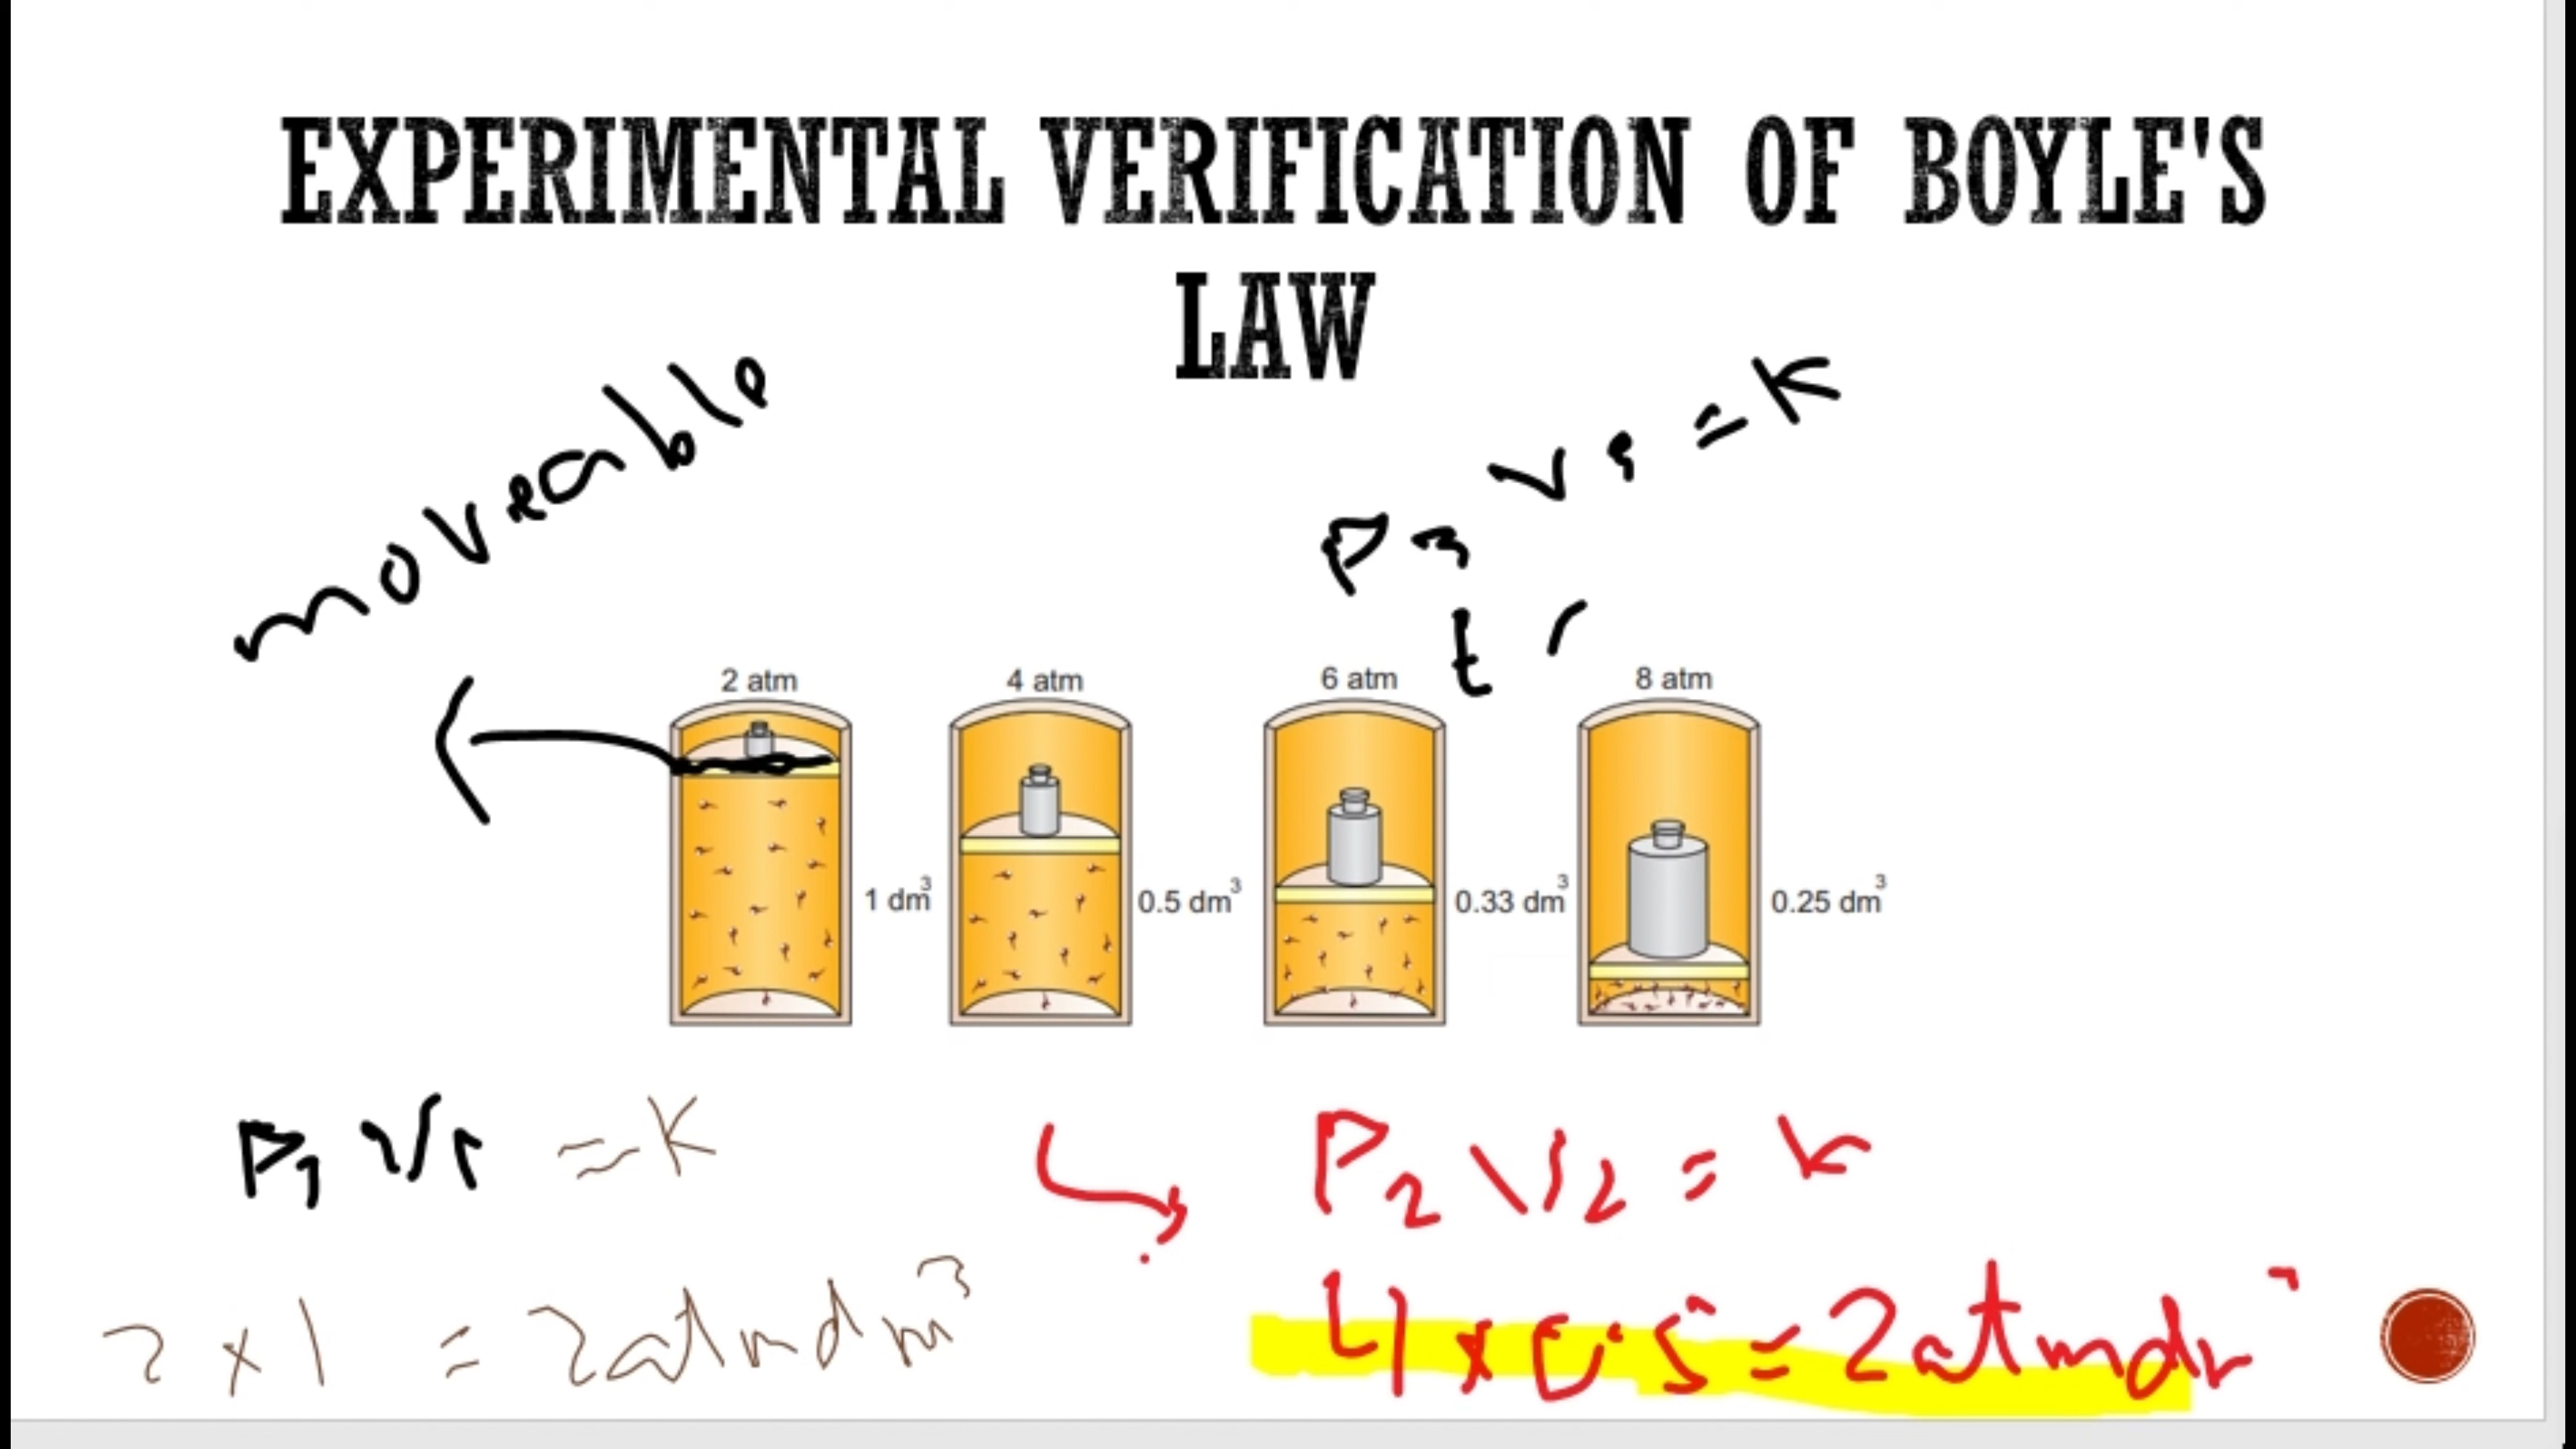 EXPERIMENTAL VERIFICATION OF BOYLE'S
LAW
moveable
P3 V3 = K
2 atm
4 atm
6 atm
8 atm
1 dm³
0.5 dm³
0.33 dm³
0.25 dm³
P1 V1 = K
P2 V2 = K
2 x 1 = 2atmdm³
4 x 0.5 = 2atmd